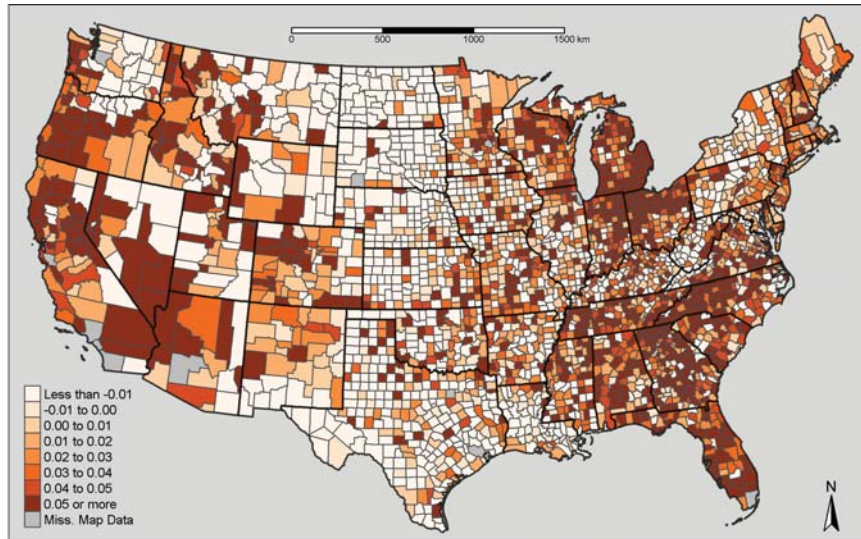 0 500 1000 1500 km
Less than -0.01
-0.01 to 0.00
0.00 to 0.01
0.01 to 0.02
0.02 to 0.03
0.03 to 0.04
0.04 to 0.05
0.05 or more
Miss. Map Data
N